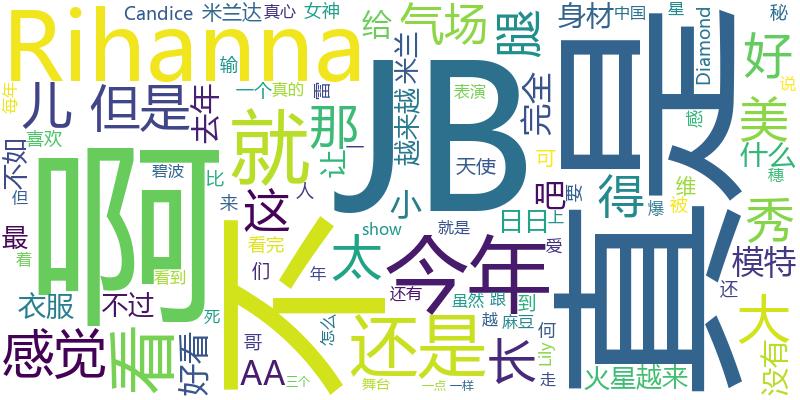 Candice
米兰达
真心
女神
给
气场
腿
身材
中国
星
Diamond
秘
Rihanna
输
一个
真的
雷
米兰
越来越
表演
完全
好
说
每年
儿
但是
去年
就
那
让
JB
天使
真是
感
美
什么
穗
喜欢
不如
但
啊
碧波
比
来
这
人
小
吧
要
得
维
被
爆
秀
可
最
着
看
不
看完
们
年
太
show
就是
今年
日日
上
爱
还
模特
衣服
不过
看到
死
还有
虽然
跟
到
越
麻豆
何
感觉
好看
哥
AA
三个
怎么
还是
舞台
一点
一样
长
Lily
走
火星
越来
没有
大